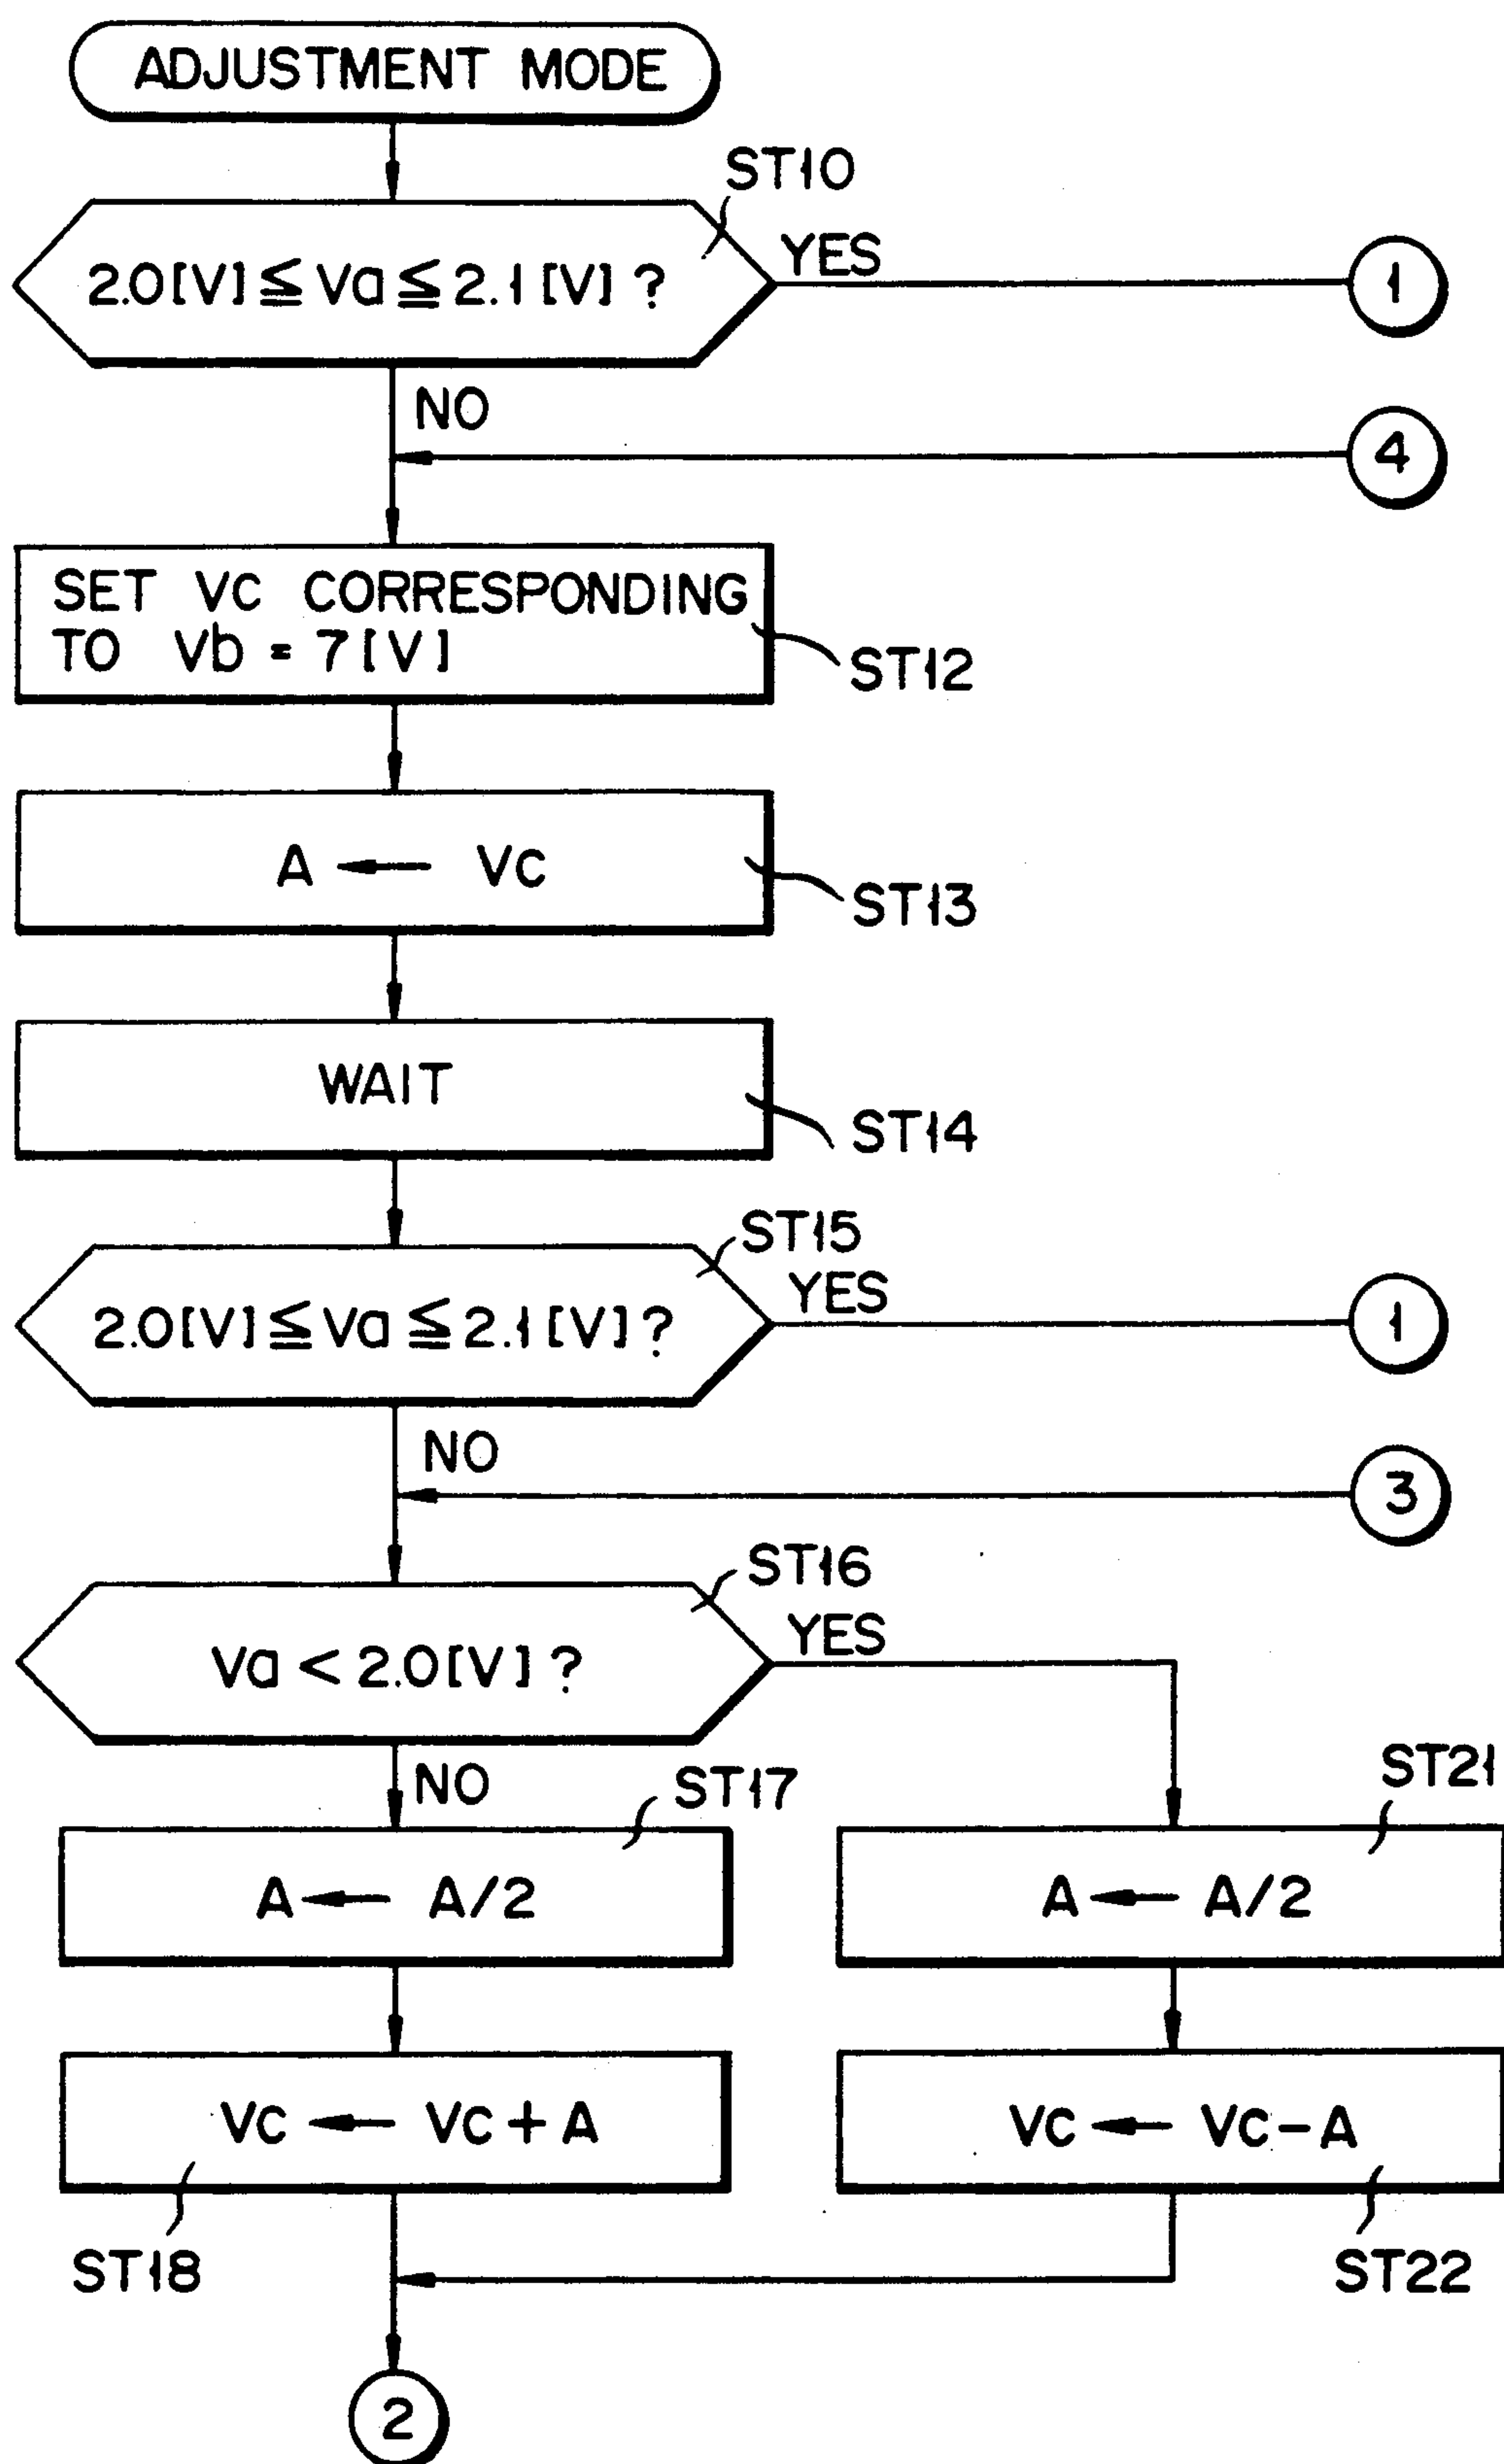 ADJUSTMENT MODE
ST10
2.0[V] ≦ Va ≦ 2.1[V] ?
YES
1
NO
4
SET VC CORRESPONDING
TO Vb = 7[V]
ST12
A ← VC
ST13
WAIT
ST14
ST15
2.0[V] ≦ Va ≦ 2.1[V] ?
YES
1
NO
3
ST16
Va < 2.0[V] ?
YES
NO
ST17
ST21
A ← A/2
A ← A/2
VC ← VC + A
VC ← VC - A
ST18
ST22
2